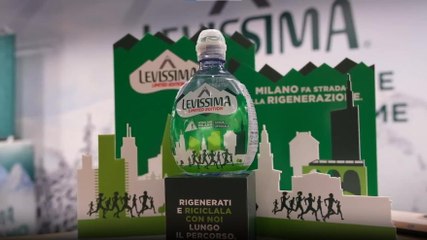 LEVISSIMA
LEVISSIMA
LIMITED EDITION
MILANO FA STRADA
ALLA RIGENERAZIONE
E
ME
LEVISSIMA
LIMITED EDITION
RIGENERATI
E RICICLALA
CON NOI
LUNGO
IL PERCORSO